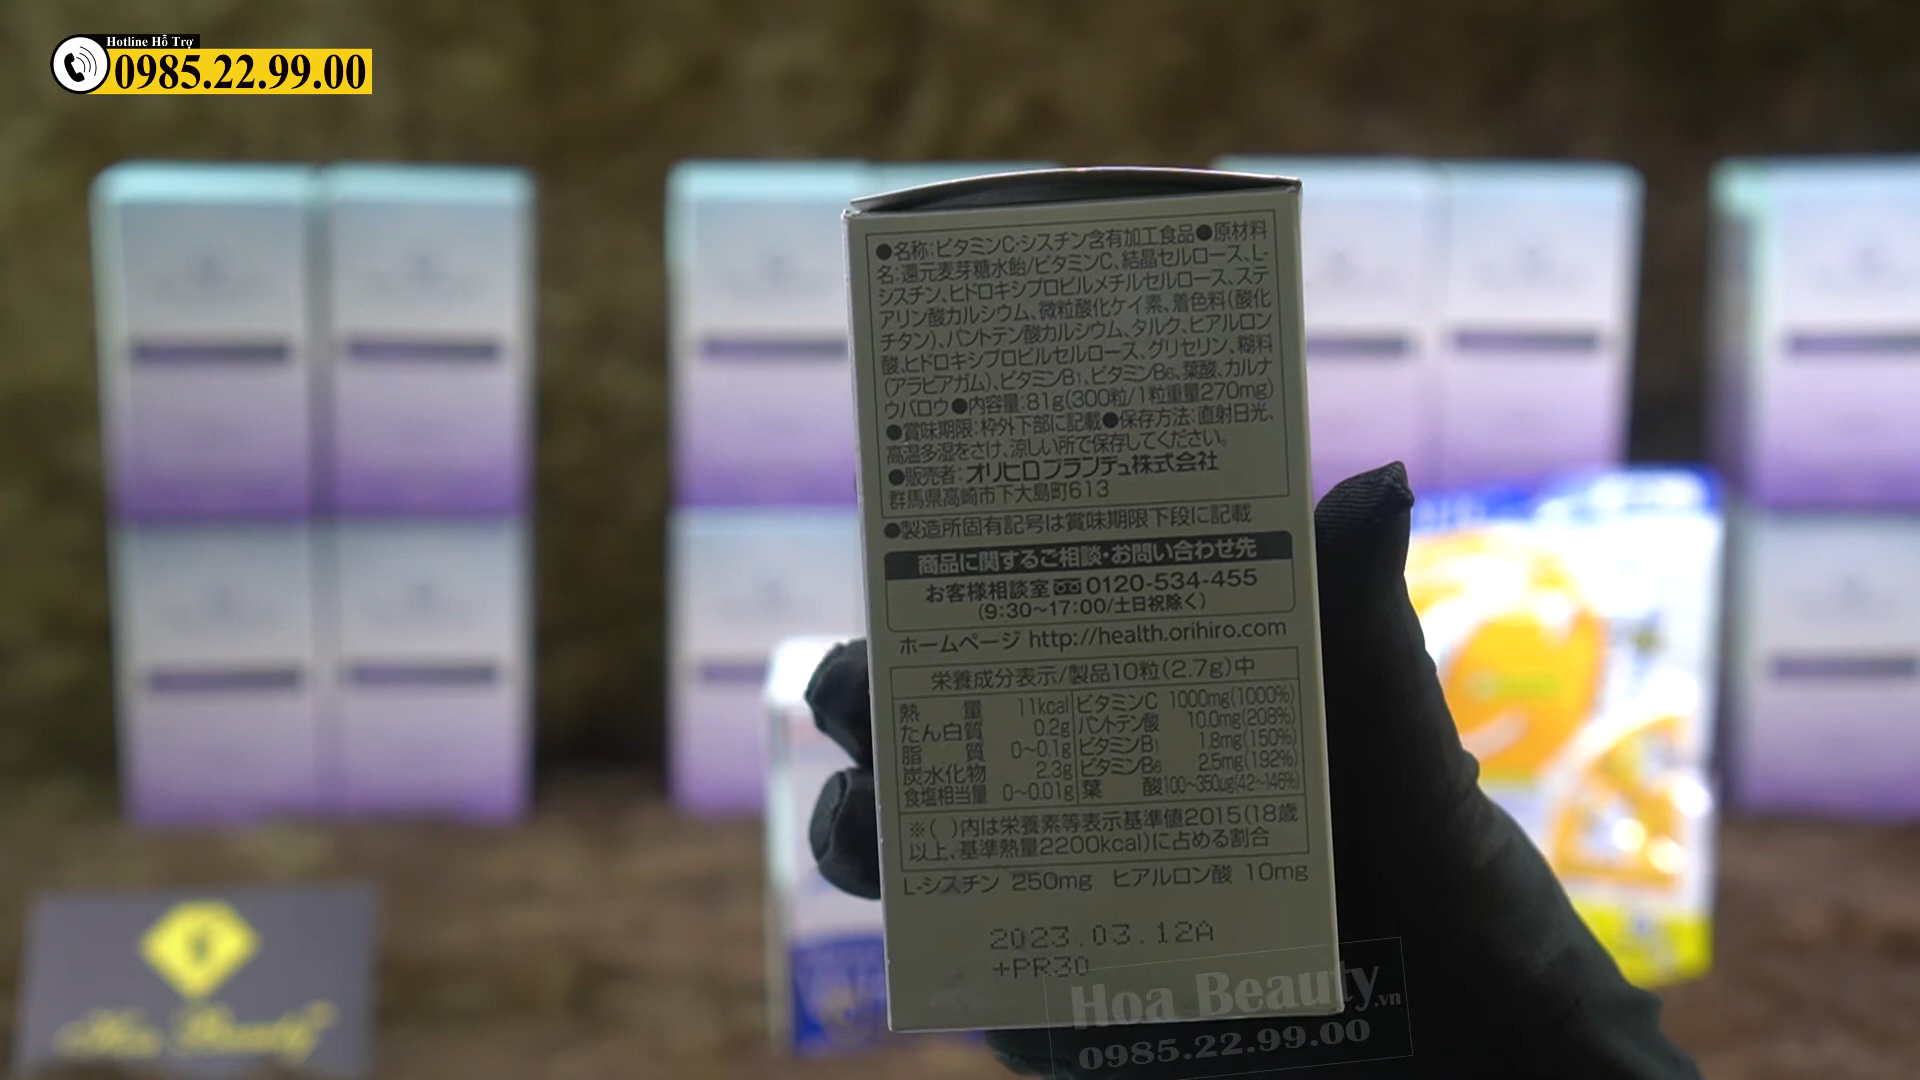 Hotline Hỗ Trợ
0985.22.99.00
●名称:ビタミンC・シスチン含有加工食品●原材料
名:還元麦芽糖水飴/ビタミンC、結晶セルロース、L-
シスチン、ヒドロキシプロピルメチルセルロース、ステ
アリン酸カルシウム、微粒酸化ケイ素、着色料(酸化
チタン)、パントテン酸カルシウム、タルク、ヒアルロン
酸、ヒドロキシプロピルセルロース、グリセリン、糊料
(アラビアガム)、ビタミンB1、ビタミンB6、葉酸、カルナ
ウバロウ●内容量:81g(300粒/1粒重量270mg)
●賞味期限:枠外下部に記載●保存方法:直射日光、
高温多湿をさけ、涼しい所で保存してください。
●販売者:オリヒロプランデュ株式会社
群馬県高崎市下大島町613
●製造所固有記号は賞味期限下段に記載
商品に関するご相談・お問い合わせ先
お客様相談室 0120-534-455
(9:30~17:00/土日祝除く)
ホームページ http://health.orihiro.com
栄養成分表示/製品10粒(2.7g)中
熱量 11kcal ビタミンC 1000mg(1000%)
たん白質 0.2g パントテン酸 10.0mg(208%)
脂質 0~0.1g ビタミンB1 1.8mg(150%)
炭水化物 2.3g ビタミンB6 2.5mg(192%)
食塩相当量 0~0.01g 葉酸 100~350μg(42~146%)
※( )内は栄養素等表示基準値2015(18歳
以上、基準熱量2200kcal)に占める割合
L-シスチン 250mg ヒアルロン酸 10mg
2023.03.12A
+PR30
Hoa Beauty.vn
0985.22.99.00
Hoa Beauty